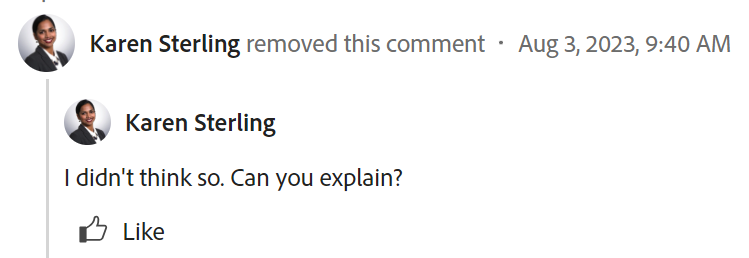 Karen Sterling removed this comment · Aug 3, 2023, 9:40 AM
Karen Sterling
I didn't think so. Can you explain?
Like